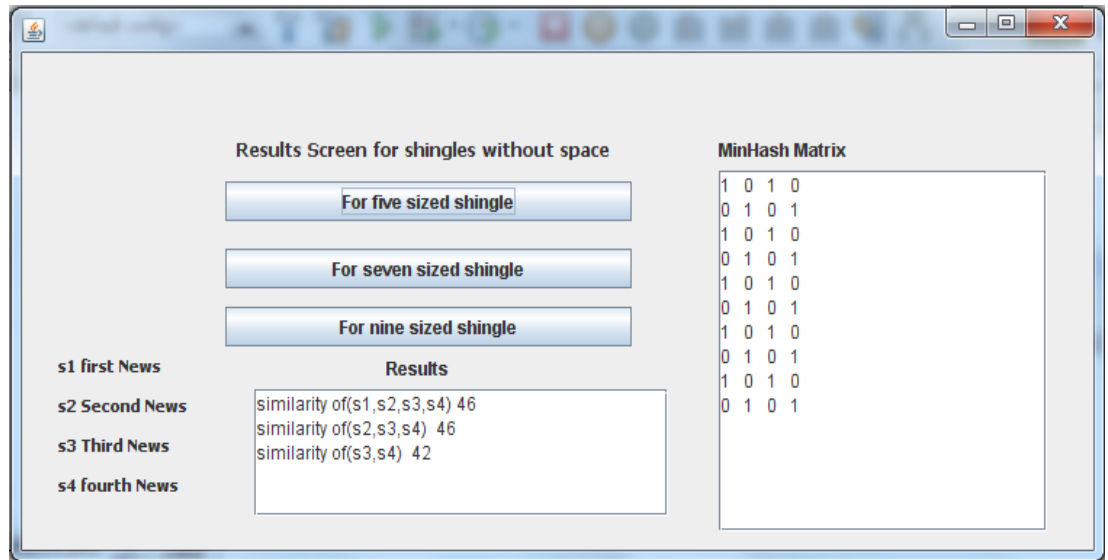 Results Screen for shingles without space
For five sized shingle
For seven sized shingle
For nine sized shingle
s1 first News
s2 Second News
s3 Third News
s4 fourth News
Results
similarity of(s1,s2,s3,s4) 46
similarity of(s2,s3,s4) 46
similarity of(s3,s4) 42
MinHash Matrix
1 0 1 0
0 1 0 1
1 0 1 0
0 1 0 1
1 0 1 0
0 1 0 1
1 0 1 0
0 1 0 1
1 0 1 0
0 1 0 1